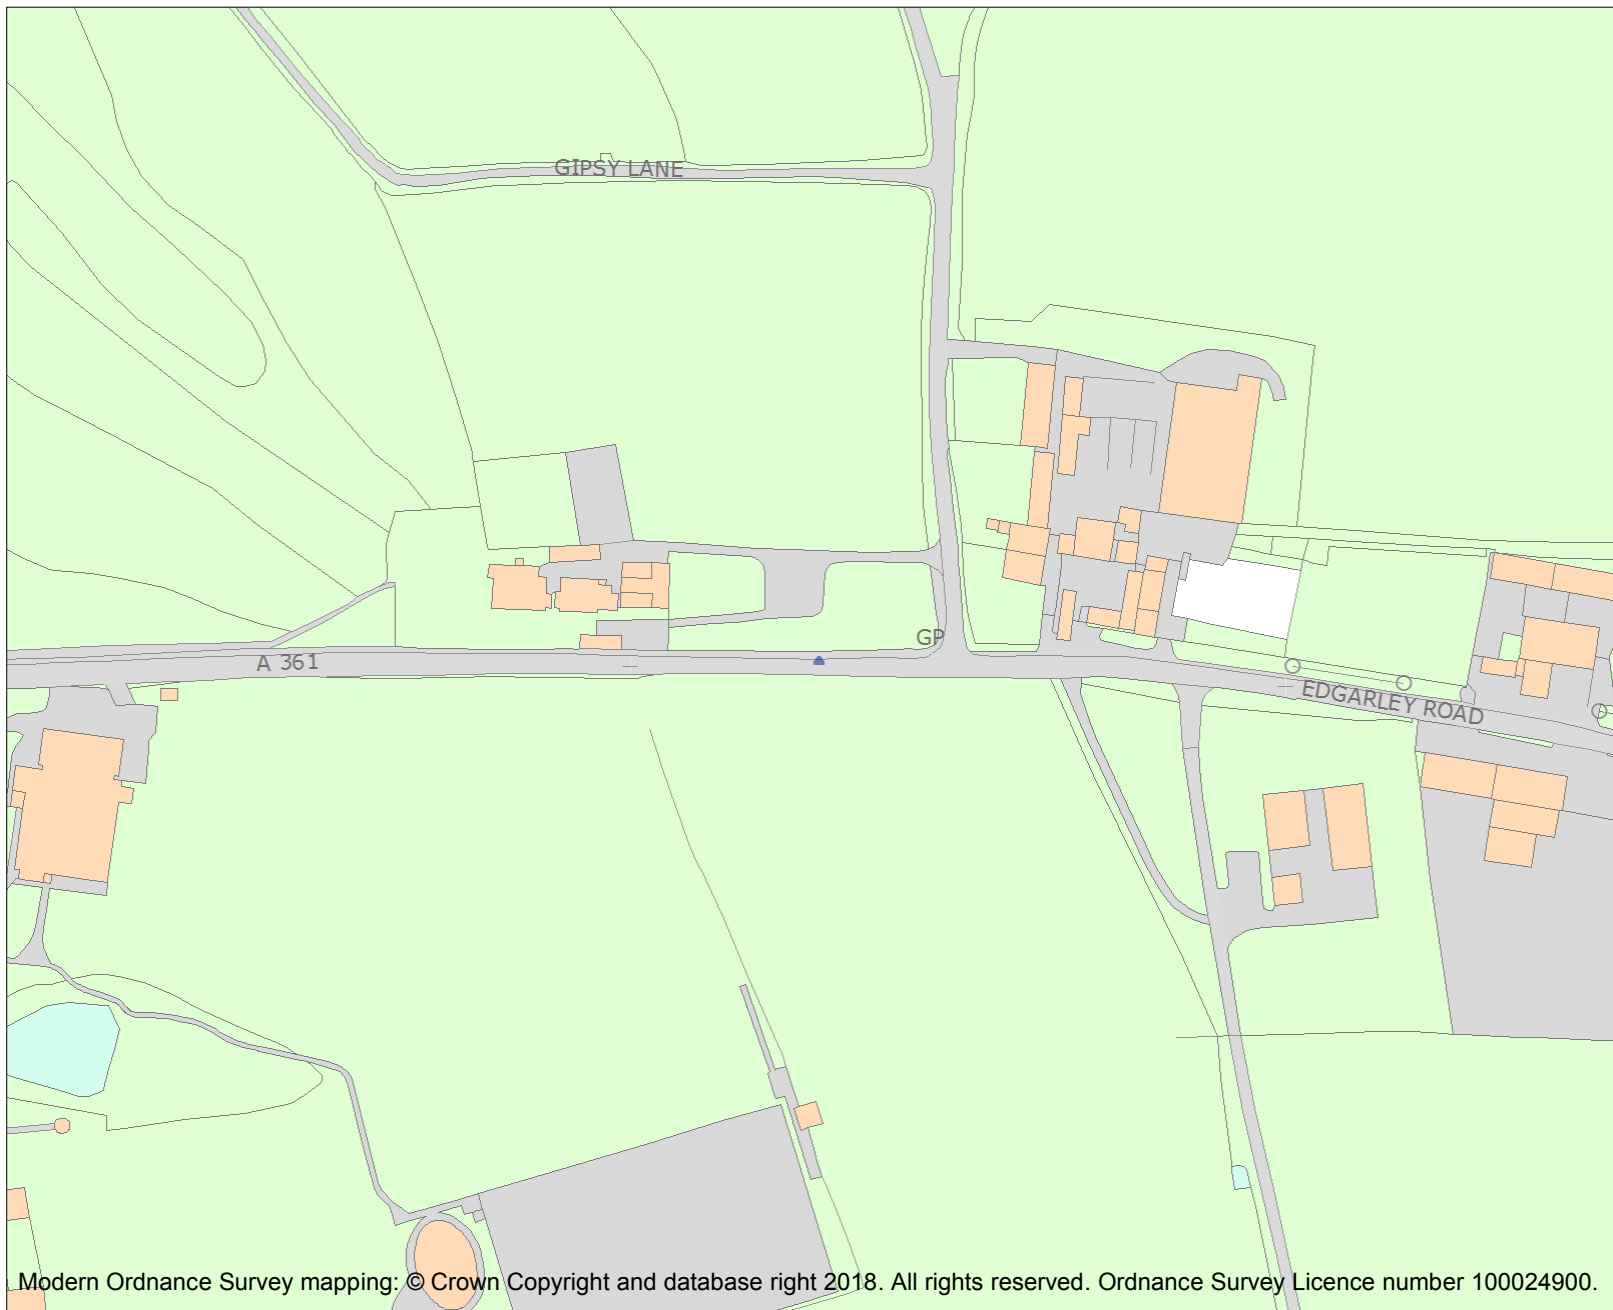 GIPSY LANE
GP
A 361
EDGARLEY ROAD
Modern Ordnance Survey mapping: © Crown Copyright and database right 2018. All rights reserved. Ordnance Survey Licence number 100024900.